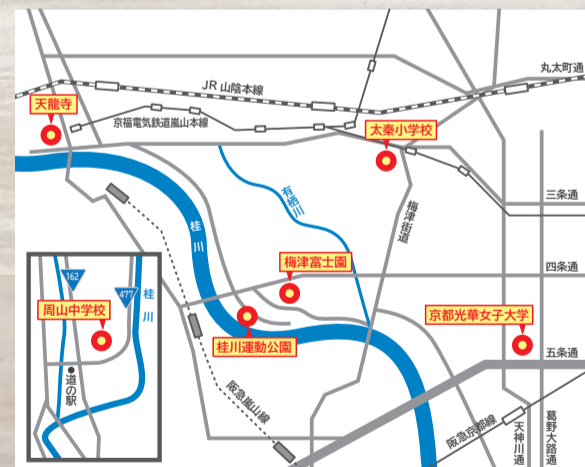 丸太町通
JR 山陰本線
天龍寺
京福電気鉄道嵐山本線
太秦小学校
三条通
有栖川
梅津街道
桂川
梅津富士園
四条通
162
477
桂川
周山中学校
京都光華女子大学
桂川運動公園
五条通
道の駅
阪急嵐山線
阪急京都線
天神川通
葛野大路通